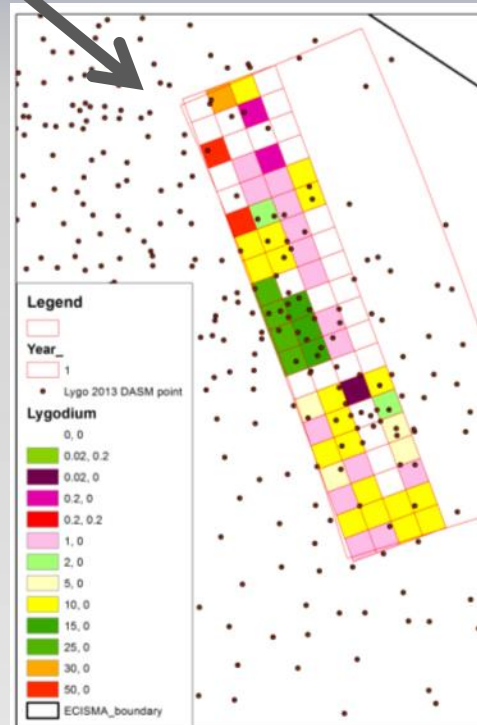 Legend
Year_
1
Lygo 2013 DASM point
Lygodium
0, 0
0.02, 0.2
0.02, 0
0.2, 0
0.2, 0.2
1, 0
2, 0
5, 0
10, 0
15, 0
25, 0
30, 0
50, 0
ECISMA_boundary